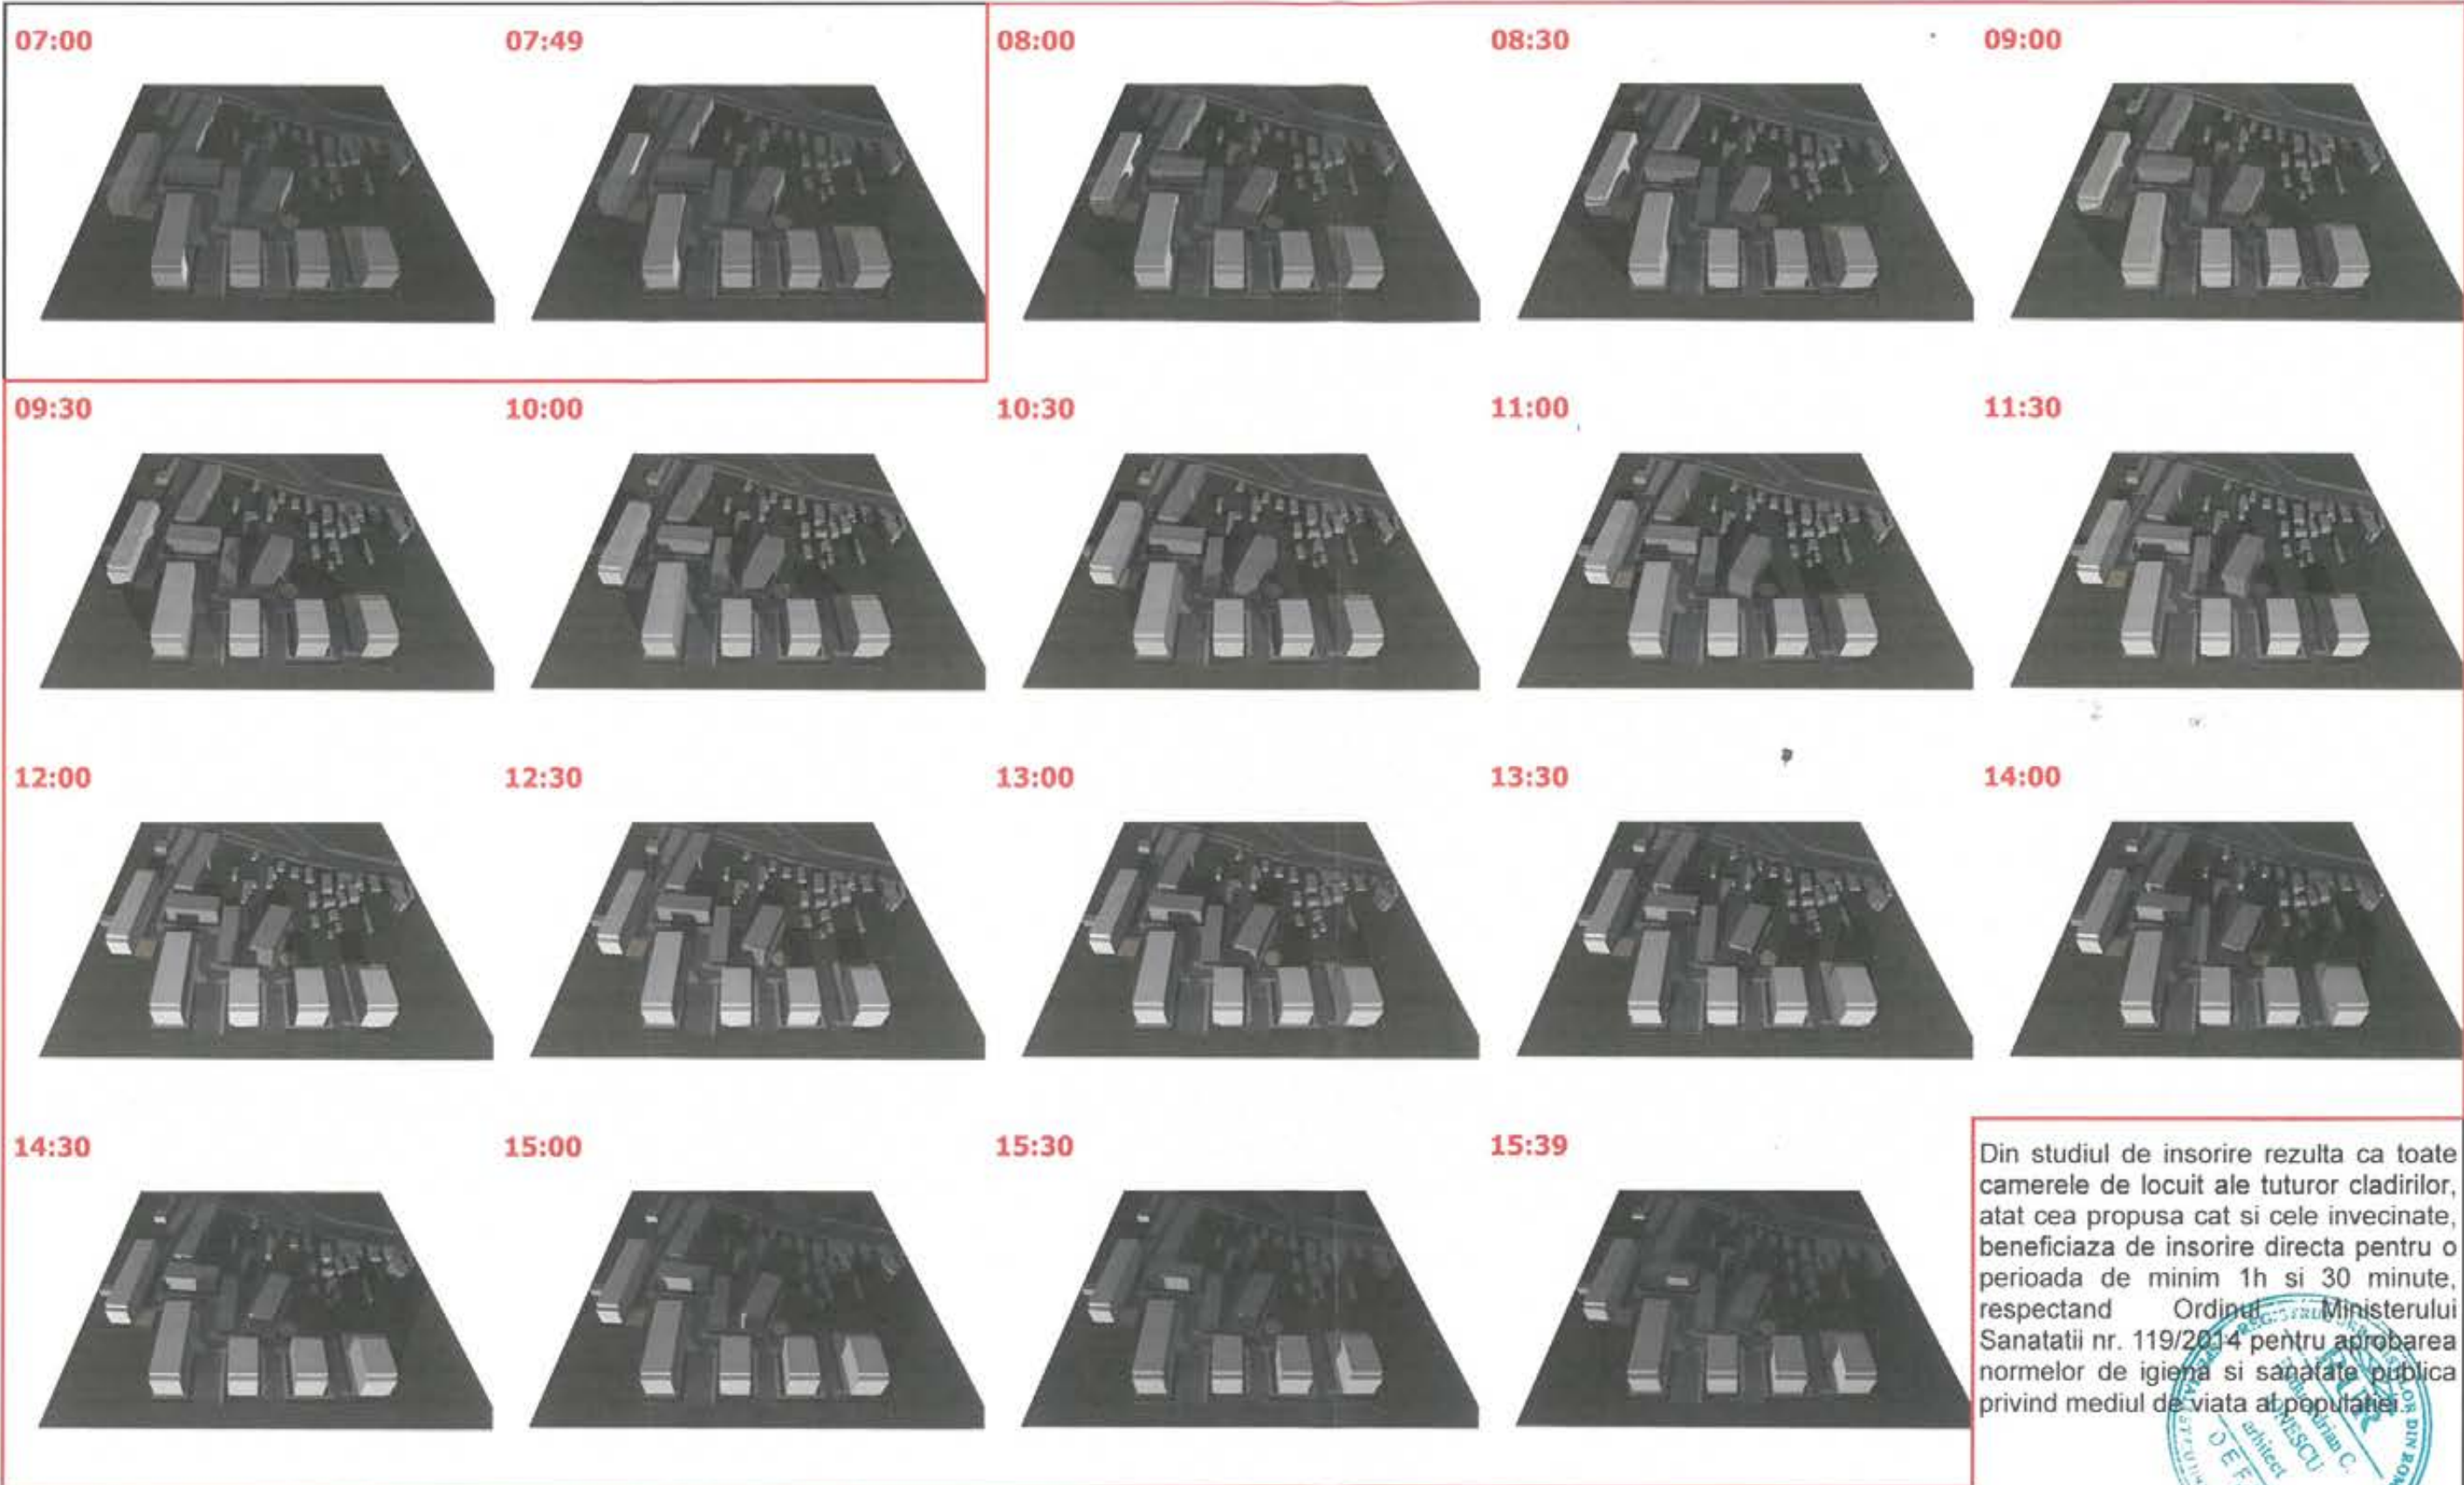 07:00
07:49
08:00
08:30
09:00
09:30
10:00
10:30
11:00
11:30
12:00
12:30
13:00
13:30
14:00
14:30
15:00
15:30
15:39
Din studiul de insorire rezulta ca toate
camerele de locuit ale tuturor cladirilor,
atat cea propusa cat si cele invecinate,
beneficiaza de insorire directa pentru o
perioada de minim 1h si 30 minute,
respectand Ordinul Ministerului
Sanatatii nr. 119/2014 pentru aprobarea
normelor de igiena si sanatate publica
privind mediul de viata al populatiei.
RUR
arhitect